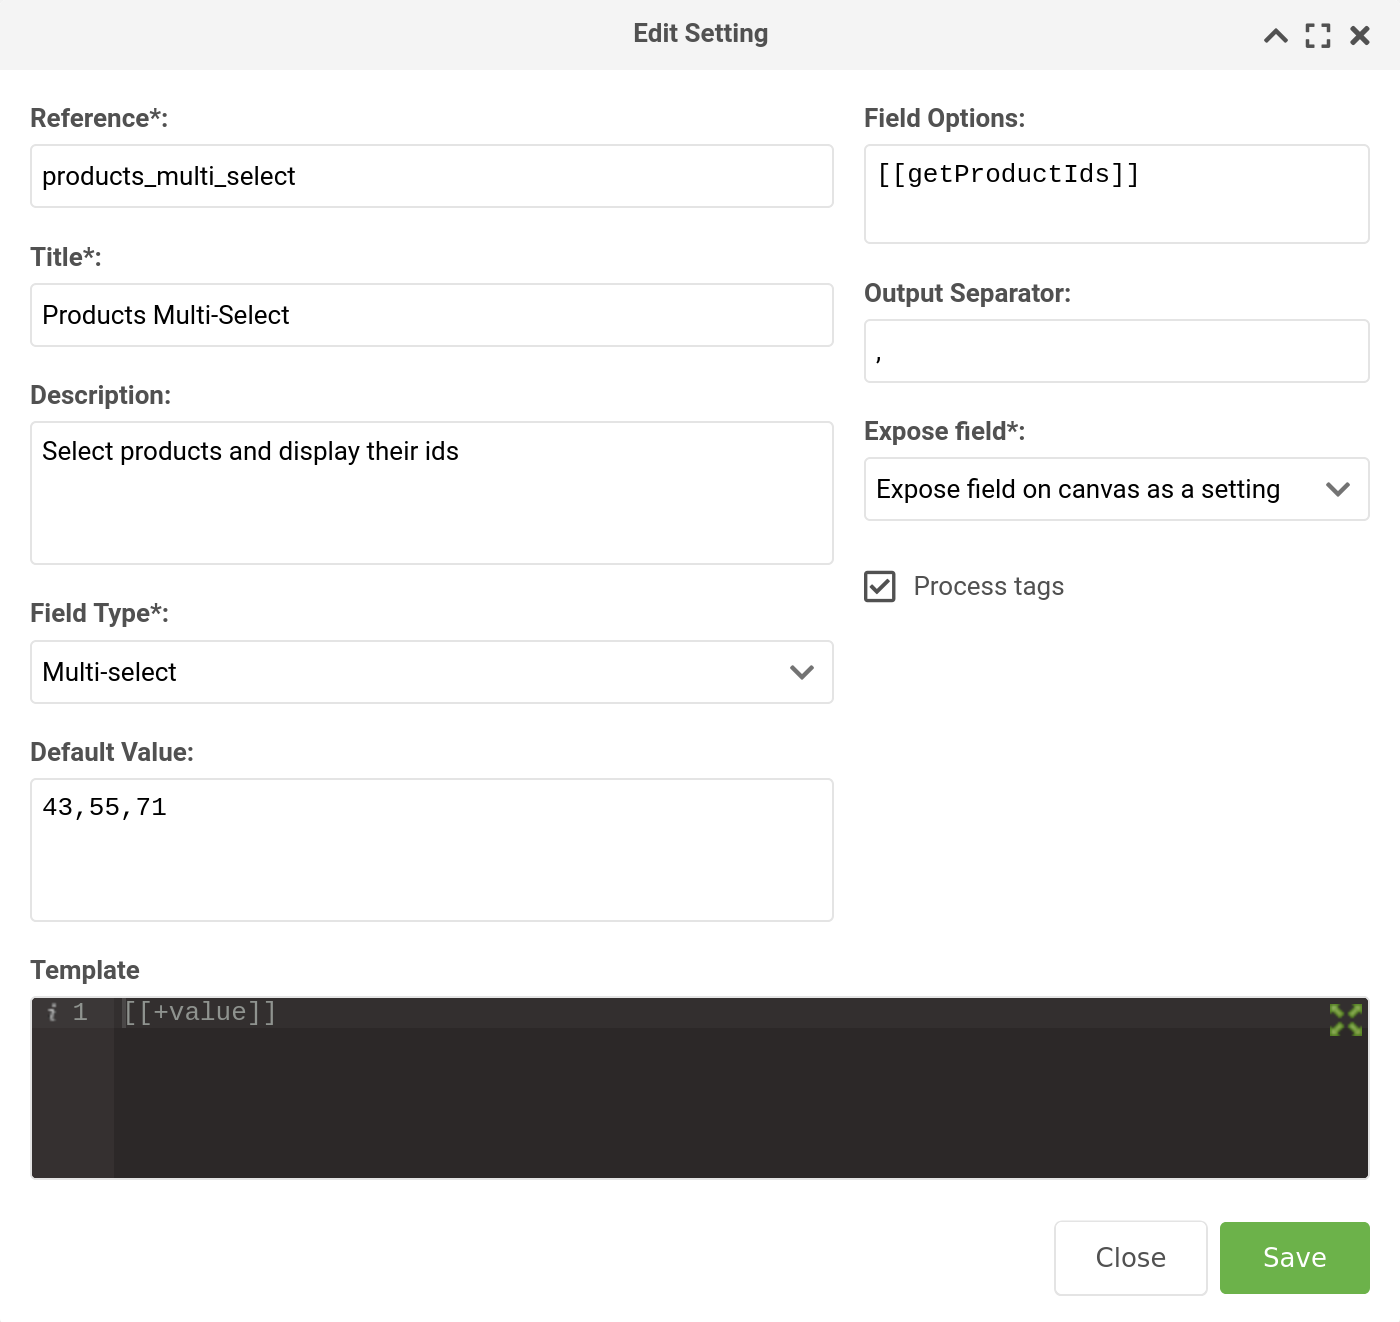 Edit Setting
Reference*:
products_multi_select
Title*:
Products Multi-Select
Description:
Select products and display their ids
Field Type*:
Multi-select
Default Value:
43,55,71
Field Options:
[[getProductIds]]
Output Separator:
,
Expose field*:
Expose field on canvas as a setting
Process tags
Template
i 1 [[+value]]
Close
Save